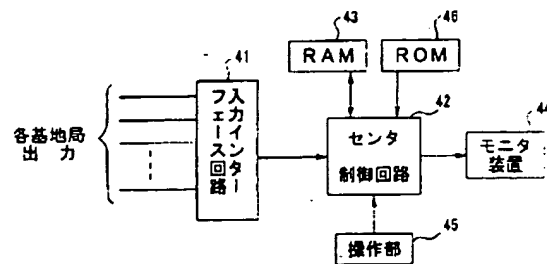 43
46
RAM
ROM
41
各基地局
出力
入力インター
フェース回路
42
センタ
制御回路
44
モニタ
装置
操作部
45